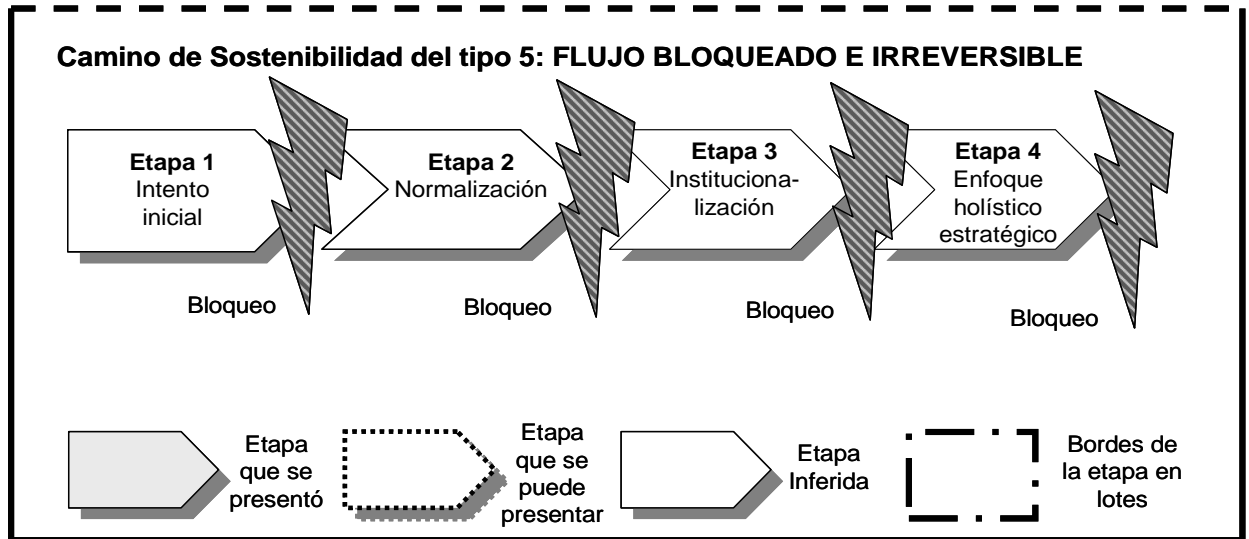 Camino de Sostenibilidad del tipo 5: FLUJO BLOQUEADO E IRREVERSIBLE
Etapa 1
Intento
inicial
Etapa 2
Normalización
Etapa 3
Instituciona-
lización
Etapa 4
Enfoque
holístico
estratégico
Bloqueo
Bloqueo
Bloqueo
Bloqueo
Etapa
que se
presentó
Etapa
que se
puede
presentar
Etapa
Inferida
Bordes de
la etapa en
lotes